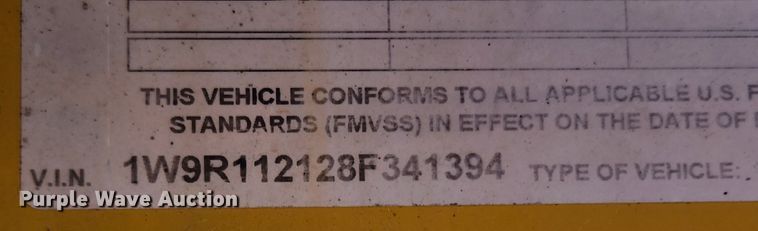 THIS VEHICLE CONFORMS TO ALL APPLICABLE U.S. F
STANDARDS (FMVSS) IN EFFECT ON THE DATE OF
V.I.N. 1W9R112128F341394 TYPE OF VEHICLE:
Purple Wave Auction